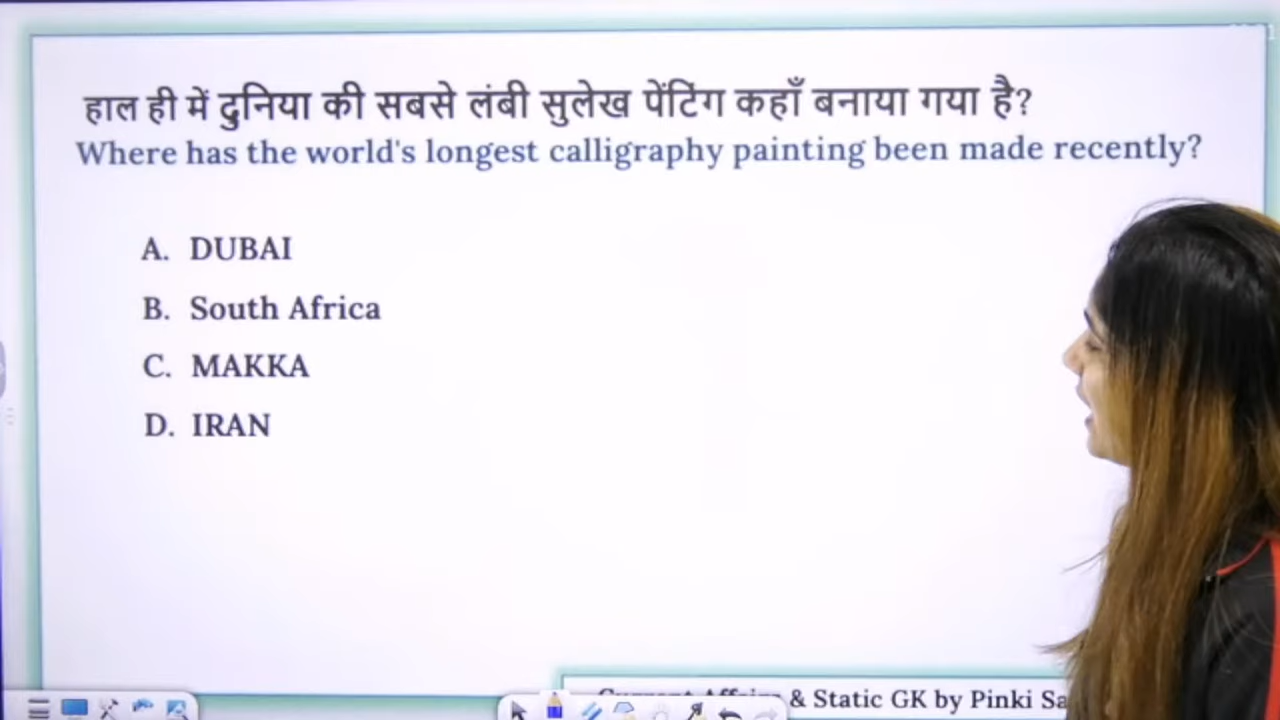 हाल ही में दुनिया की सबसे लंबी सुलेख पेंटिंग कहाँ बनाया गया है?
Where has the world's longest calligraphy painting been made recently?
A. DUBAI
B. South Africa
C. MAKKA
D. IRAN
& Static GK by Pinki